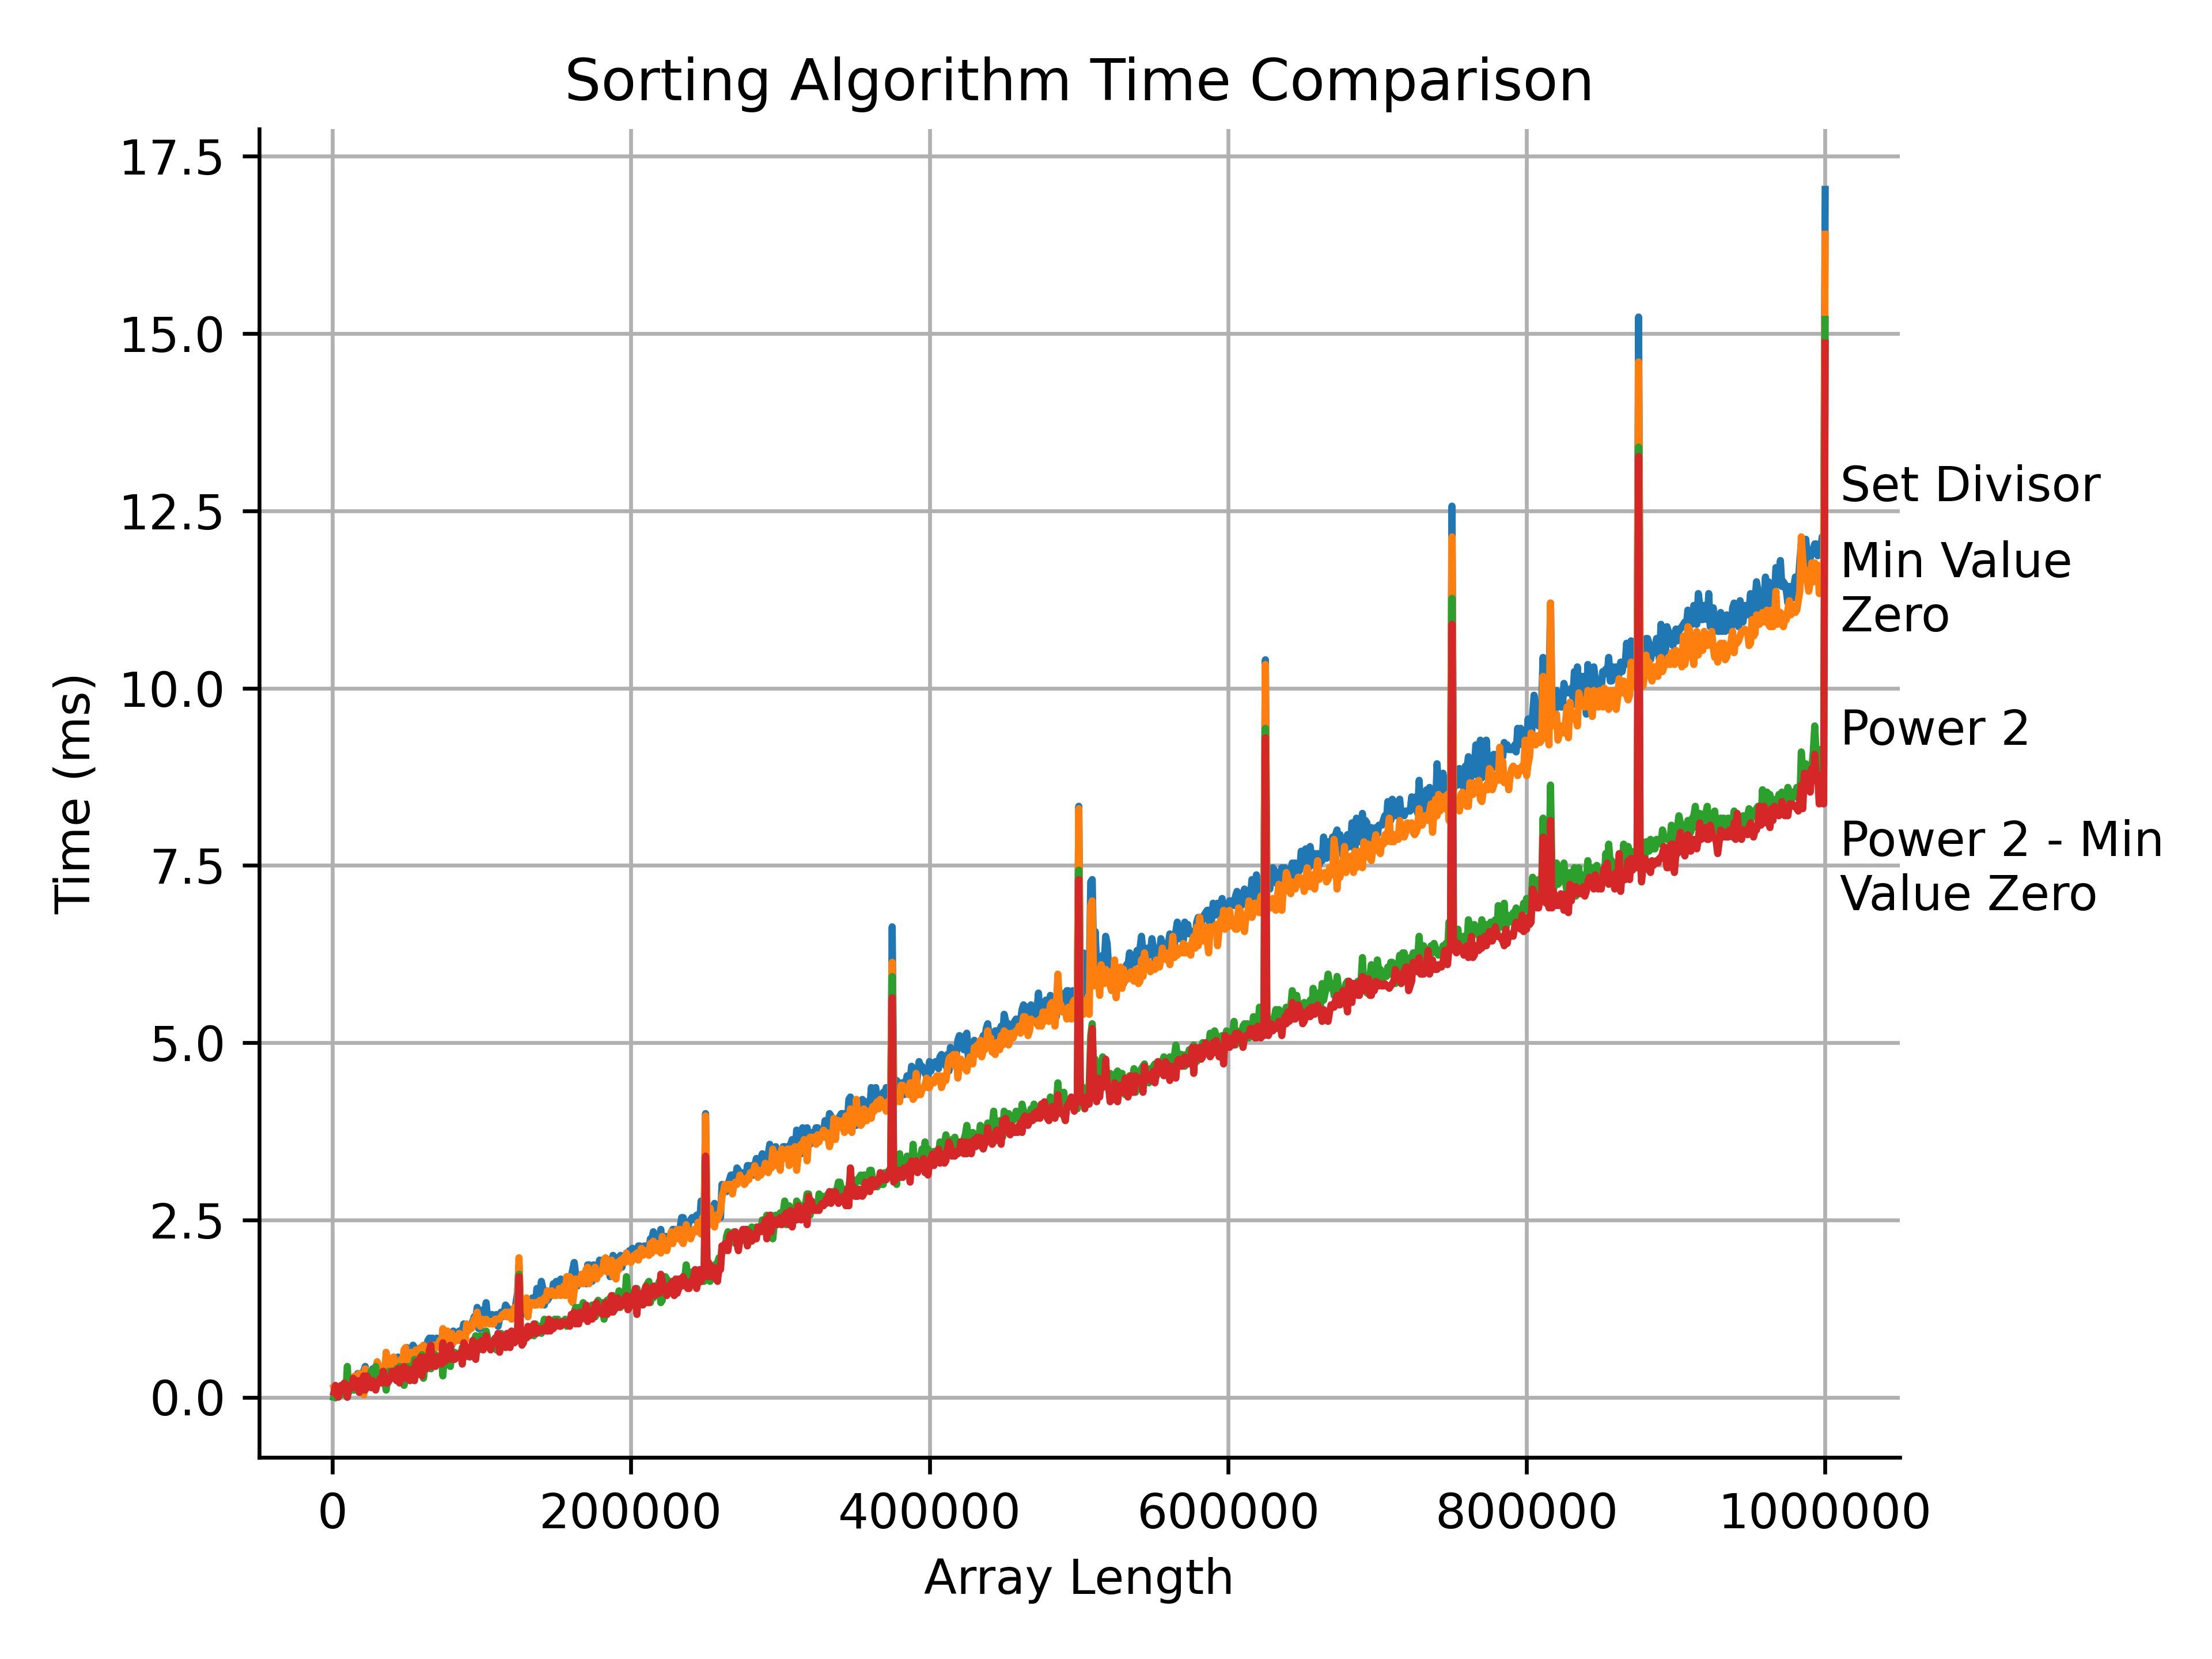 Sorting Algorithm Time Comparison
17.5
15.0
12.5
10.0
7.5
5.0
2.5
0.0
Time (ms)
Set Divisor
Min Value
Zero
Power 2
Power 2 - Min
Value Zero
0 200000 400000 600000 800000 1000000
Array Length